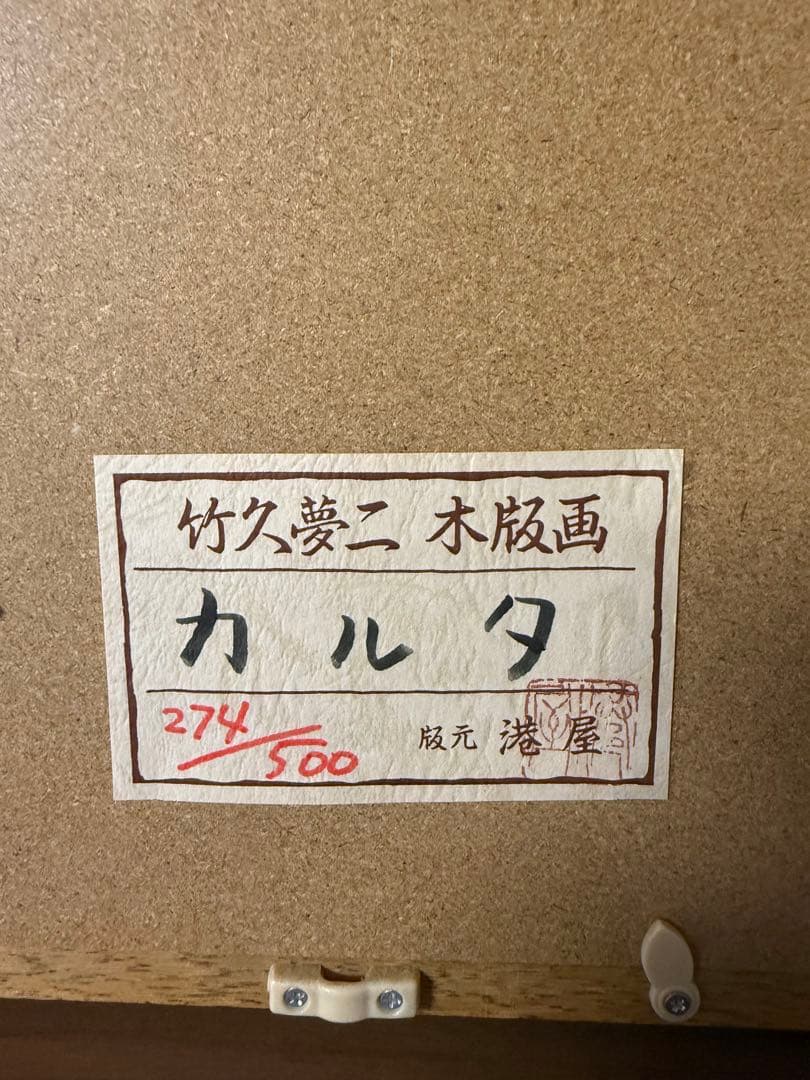 竹久夢二 木版画
カルタ
274/500
版元 港屋